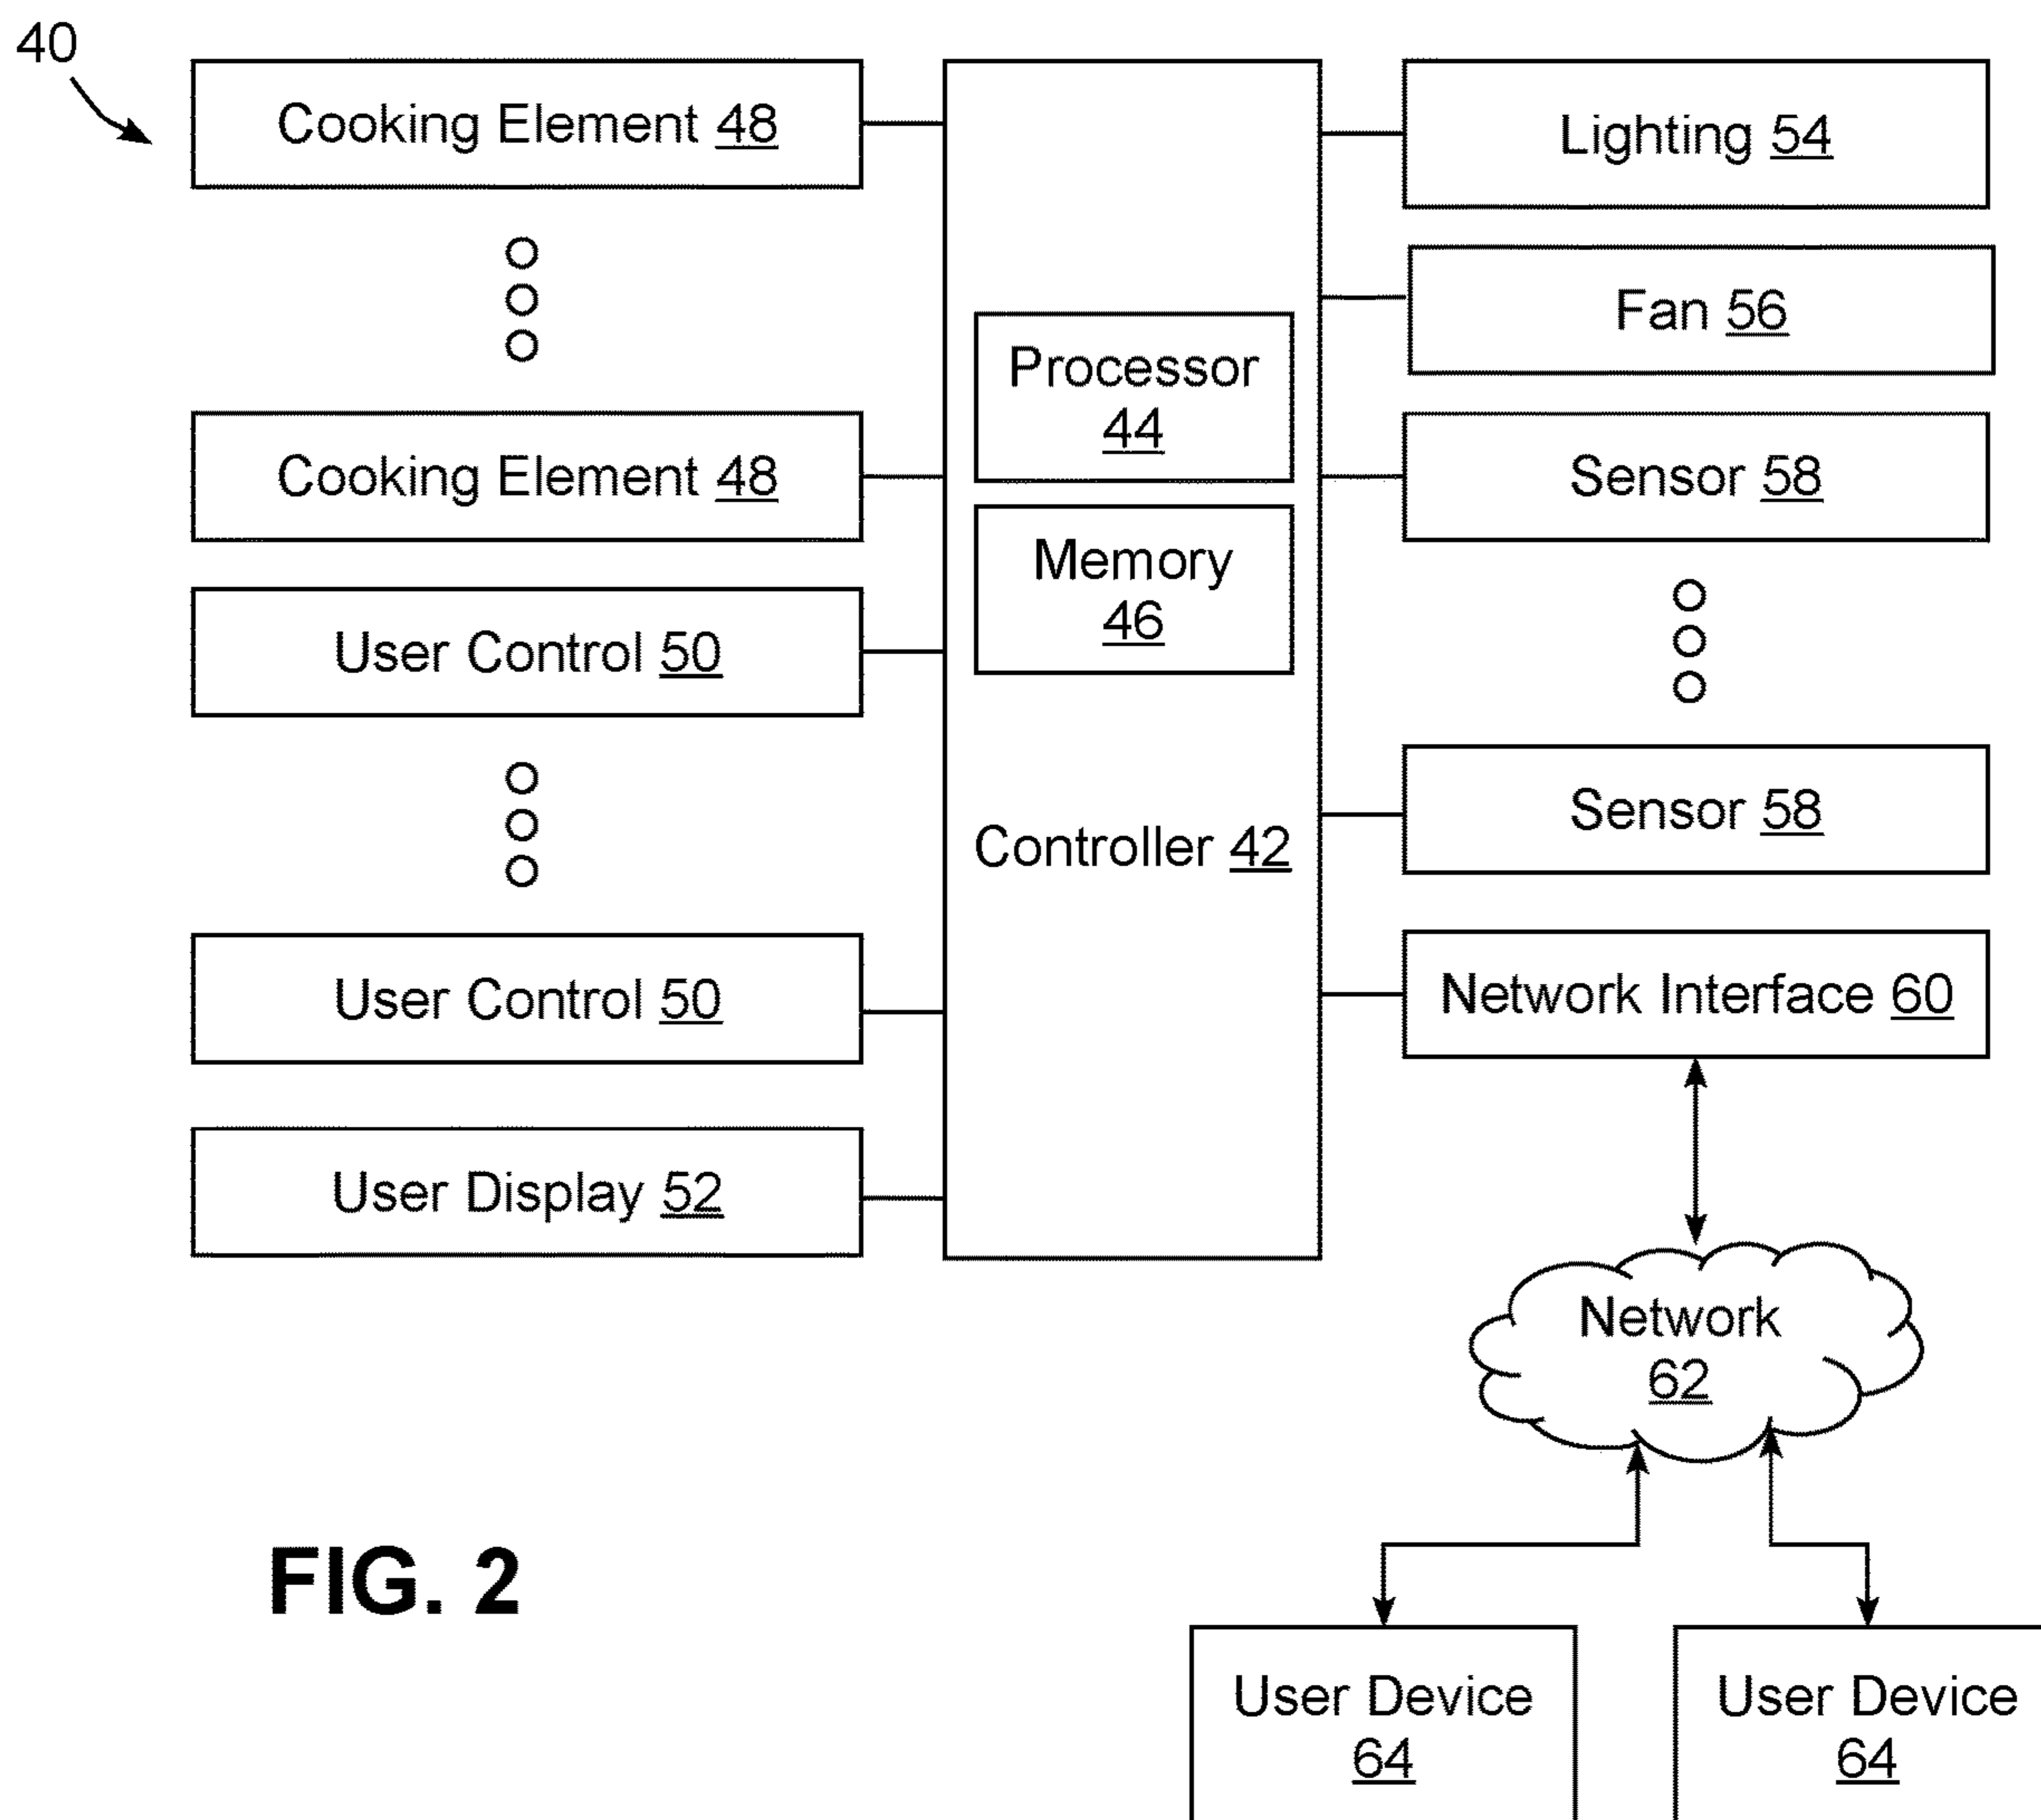 40
Cooking Element 48
Cooking Element 48
User Control 50
User Control 50
User Display 52
Processor
44
Memory
46
Controller 42
Lighting 54
Fan 56
Sensor 58
Sensor 58
Network Interface 60
Network
62
User Device
64
User Device
64
FIG. 2